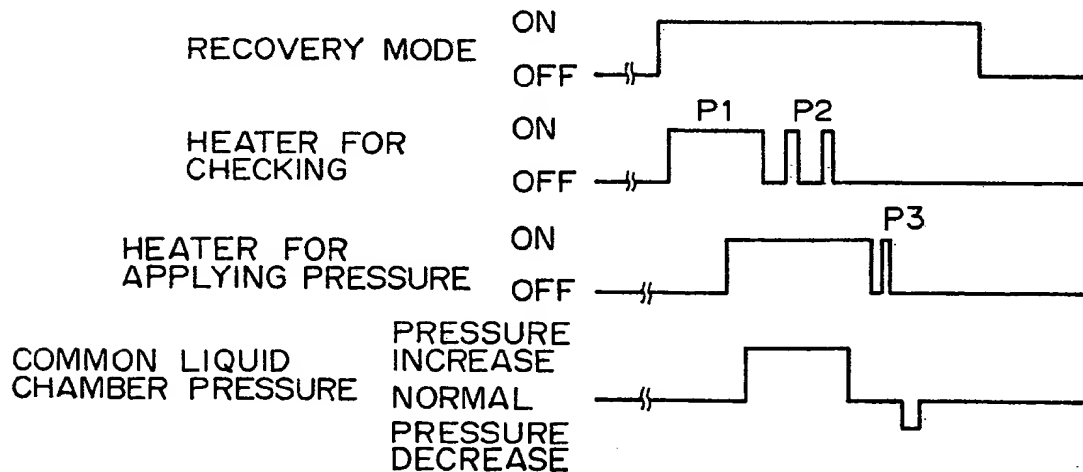 RECOVERY MODE
ON
OFF
HEATER FOR
CHECKING
ON
OFF
P1
P2
HEATER FOR
APPLYING PRESSURE
ON
OFF
P3
COMMON LIQUID
CHAMBER PRESSURE
PRESSURE
INCREASE
NORMAL
PRESSURE
DECREASE